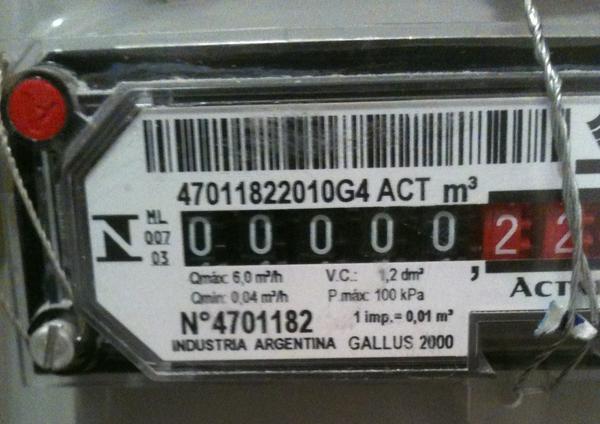 47011822010G4 ACT m³
N
ML
007
03
0 0 0 0 0 , 2 2
Qmáx: 6,0 m³/h V.C.: 1,2 dm³
Qmin: 0,04 m³/h P.máx: 100 kPa
Nº4701182 1 imp.= 0,01 m³
INDUSTRIA ARGENTINA GALLUS 2000